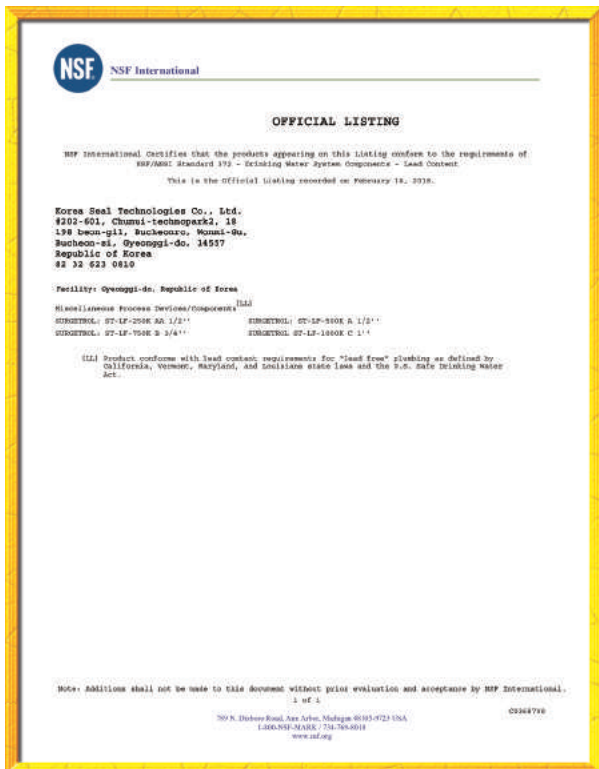 NSF
NSF International
OFFICIAL LISTING
NSF International Certifies that the products appearing on this Listing conform to the requirements of
NSF/ANSI Standard 372 - Drinking Water System Components - Lead Content
This is the Official Listing recorded on February 16, 2018.
Korea Seal Technologies Co., Ltd.
#202-601, Chunui-technopark2, 18
198 beon-gil, Bucheonro, Wonmi-Gu,
Bucheon-si, Gyeonggi-do, 14557
Republic of Korea
82 32 623 0810
Facility: Gyeonggi-do, Republic of Korea
Miscellaneous Process Devices/Components[LL]
SURGETROL: ST-LF-250K AA 1/2'' SURGETROL: ST-LF-500K A 1/2''
SURGETROL: ST-LF-750K B 3/4'' SURGETROL ST-LF-1000K C 1''
[LL] Product conforms with lead content requirements for "lead free" plumbing as defined by
California, Vermont, Maryland, and Louisiana state laws and the U.S. Safe Drinking Water
Act.
Note: Additions shall not be made to this document without prior evaluation and acceptance by NSF International.
1 of 1
789 N. Dixboro Road, Ann Arbor, Michigan 48105-9723 USA
1-800-NSF-MARK / 734-769-8010
www.nsf.org